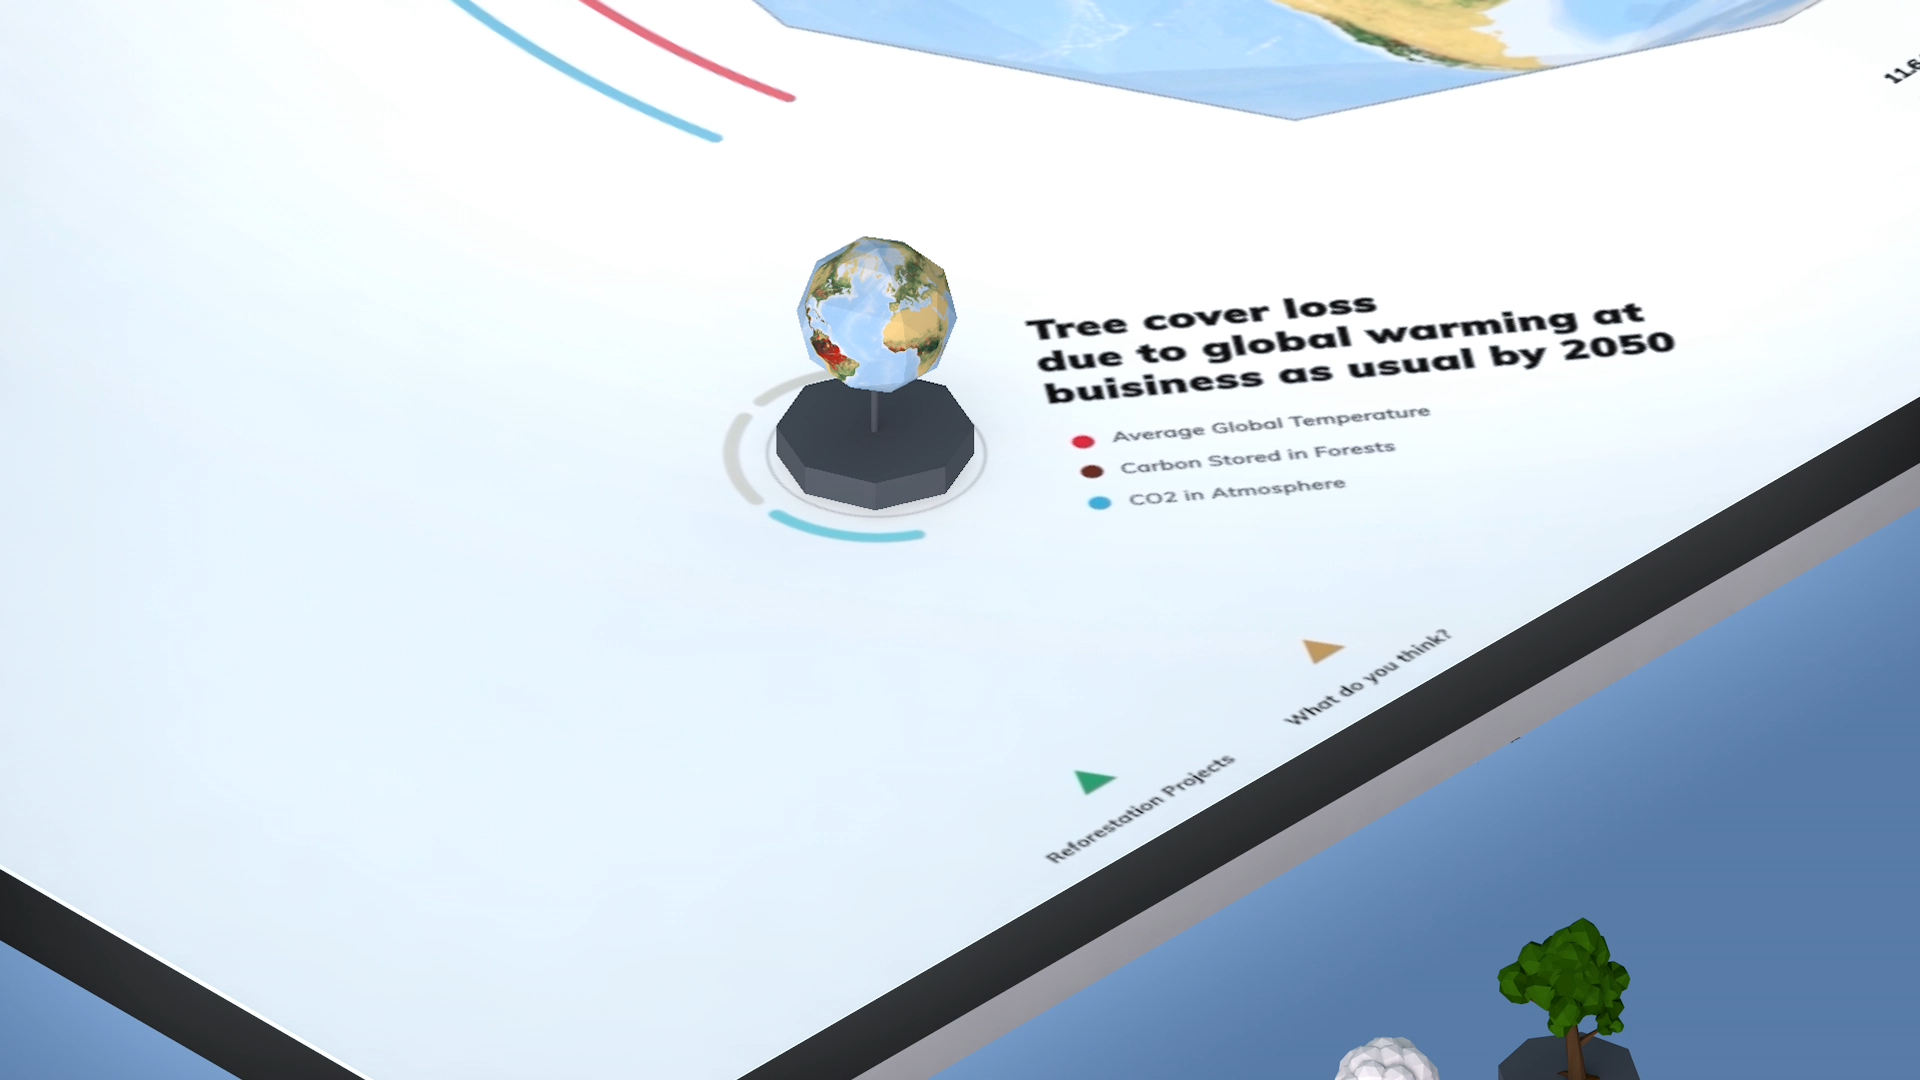 Tree cover loss
due to global warming at
buisiness as usual by 2050
Average Global Temperature
Carbon Stored in Forests
CO2 in Atmosphere
What do you think?
Reforestation Projects